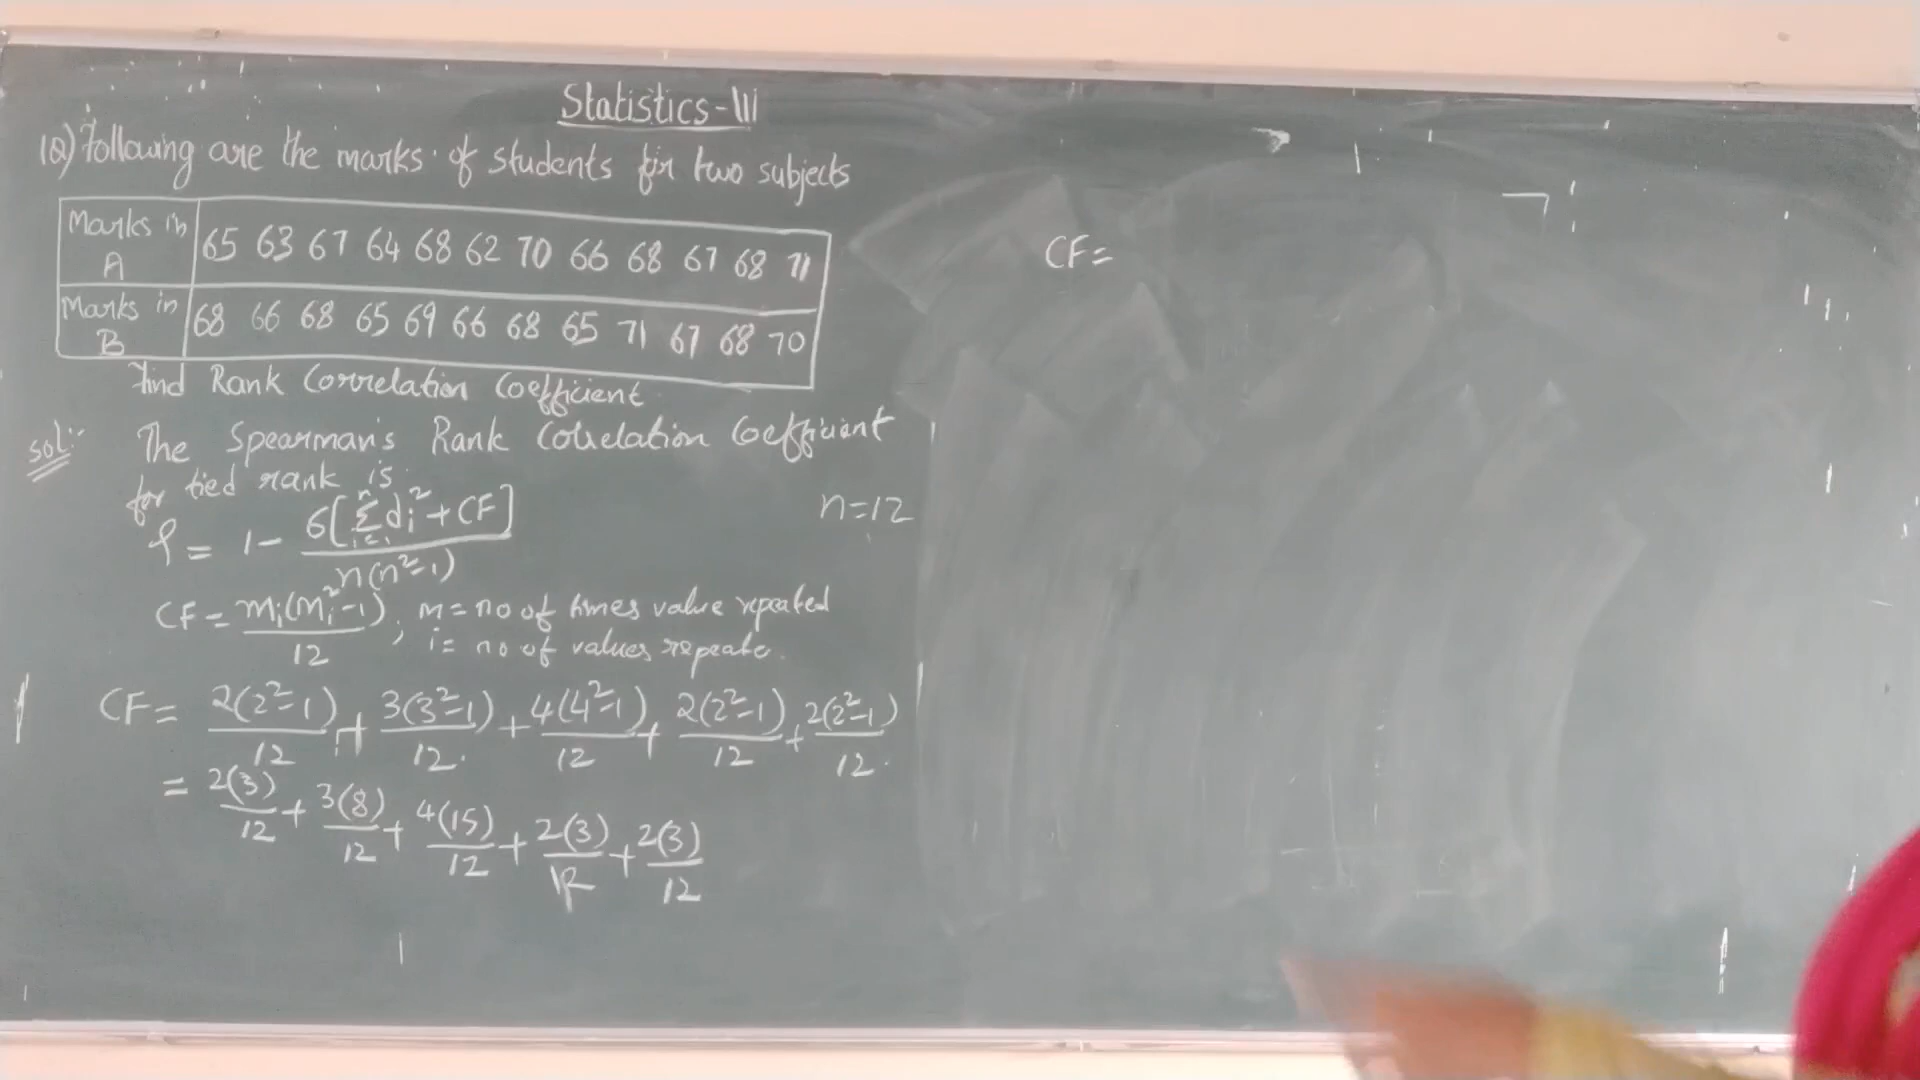 Statistics-III
1Q) Following are the marks of students for two subjects
Marks in A 65 63 67 64 68 62 70 66 68 67 68 71
Marks in B 68 66 68 65 69 66 68 65 71 67 68 70
Find Rank Correlation Coefficient
Sol:- The Spearman's Rank Correlation Coefficient
for tied rank is
ρ = 1 - 6[Σⁿᵢ₌₁ dᵢ² + CF] / n(n²-1)
n=12
CF = mᵢ(mᵢ²-1)/12 ; m = no of times value repeated
i = no of values repeate.
CF = 2(2²-1)/12 + 3(3²-1)/12 + 4(4²-1)/12 + 2(2²-1)/12 + 2(2²-1)/12
= 2(3)/12 + 3(8)/12 + 4(15)/12 + 2(3)/12 + 2(3)/12
CF=